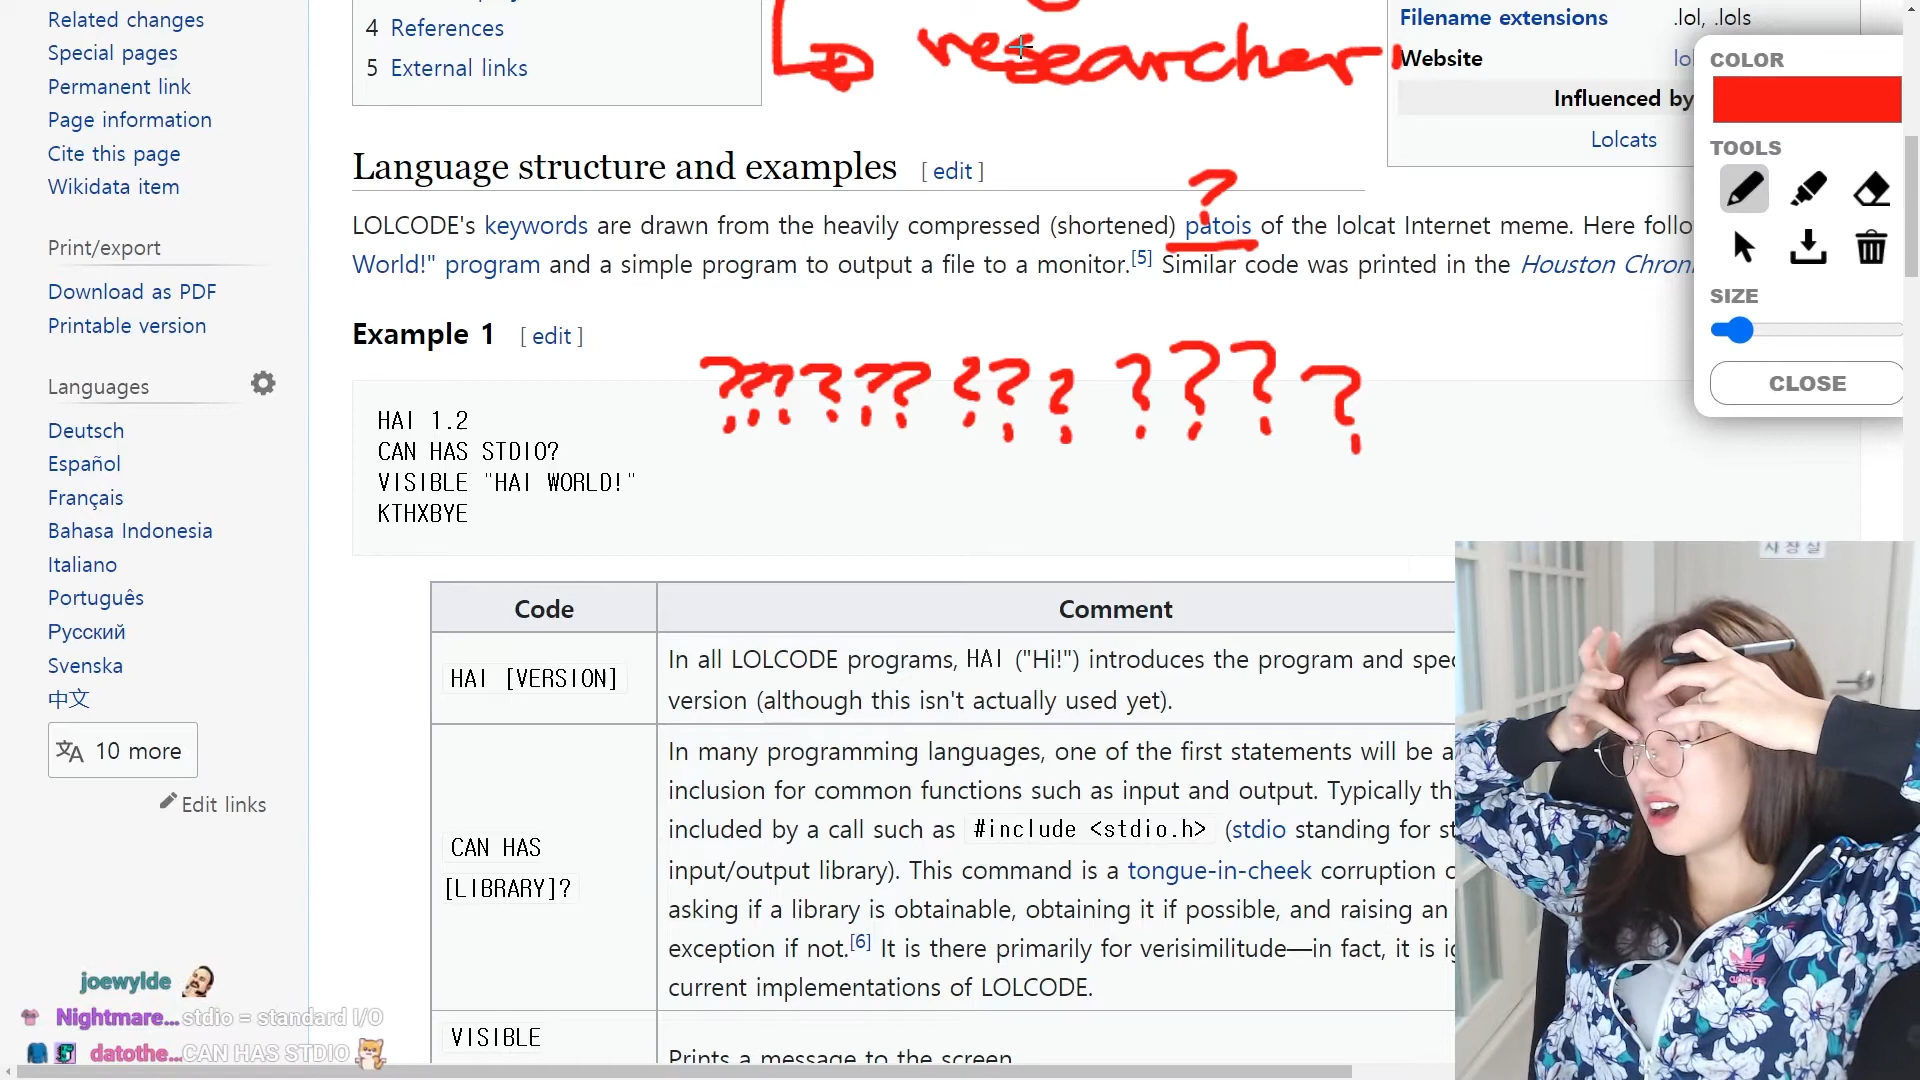 Related changes
Special pages
Permanent link
Page information
Cite this page
Wikidata item
Print/export
Download as PDF
Printable version
Languages
Deutsch
Español
Français
Bahasa Indonesia
Italiano
Português
Русский
Svenska
中文
文A 10 more
Edit links
4 References
5 External links
researcher
Filename extensions .lol, .lols
Website
Influenced by
Lolcats
Language structure and examples [ edit ]
?
LOLCODE's keywords are drawn from the heavily compressed (shortened) patois of the lolcat Internet meme. Here
World!" program and a simple program to output a file to a monitor.[5] Similar code was printed in the Houston
Example 1 [ edit ]
? ? ? ? ? ? ? ? ? ? ? ? ?
HAI 1.2
CAN HAS STDIO?
VISIBLE "HAI WORLD!"
KTHXBYE
Code Comment
HAI [VERSION]
In all LOLCODE programs, HAI ("Hi!") introduces the program and
version (although this isn't actually used yet).
CAN HAS
[LIBRARY]?
In many programming languages, one of the first statements will be a
inclusion for common functions such as input and output. Typically
included by a call such as #include <stdio.h> (stdio standing for
input/output library). This command is a tongue-in-cheek corruption
asking if a library is obtainable, obtaining it if possible, and raising an
exception if not.[6] It is there primarily for verisimilitude—in fact, it is
current implementations of LOLCODE.
VISIBLE
Prints a message to the screen
COLOR
TOOLS
SIZE
CLOSE
사장실
adidas
joewylde
Nightmare... stdio = standard I/O
datothe... CAN HAS STDIO